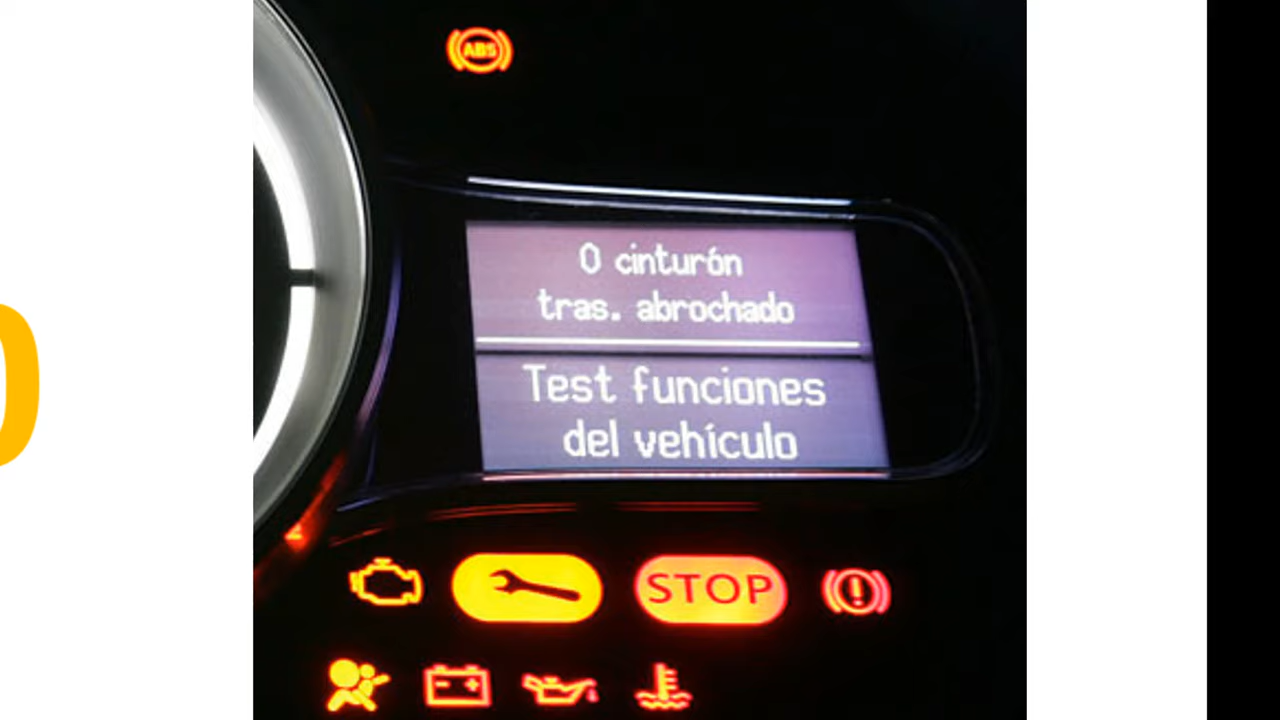 ABS
0 cinturón
tras. abrochado
Test funciones
del vehículo
STOP